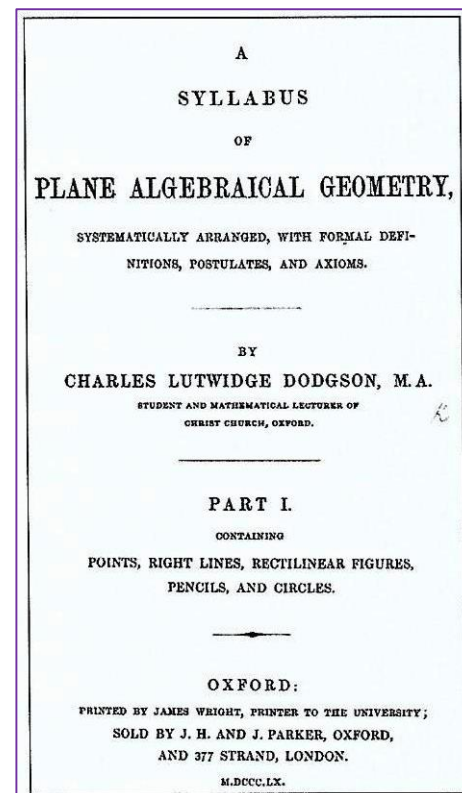 A
SYLLABUS
OF
PLANE ALGEBRAICAL GEOMETRY,
SYSTEMATICALLY ARRANGED, WITH FORMAL DEFI-
NITIONS, POSTULATES, AND AXIOMS.
BY
CHARLES LUTWIDGE DODGSON, M.A.
STUDENT AND MATHEMATICAL LECTURER OF
CHRIST CHURCH, OXFORD.
PART I.
CONTAINING
POINTS, RIGHT LINES, RECTILINEAR FIGURES,
PENCILS, AND CIRCLES.
OXFORD:
PRINTED BY JAMES WRIGHT, PRINTER TO THE UNIVERSITY;
SOLD BY J. H. AND J. PARKER, OXFORD,
AND 377 STRAND, LONDON.
M.DCCC.LX.